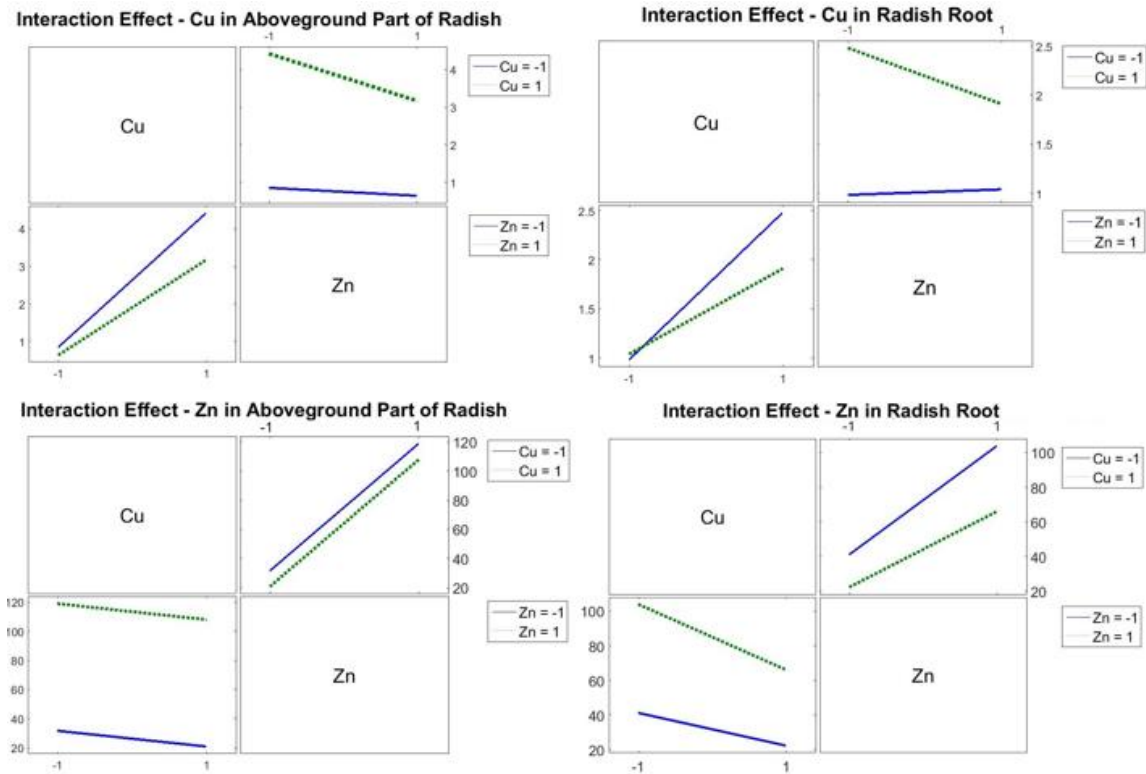 Interaction Effect - Cu in Aboveground Part of Radish
-1 1
Cu
4
3
2
1
Cu = -1
Cu = 1
4
3
2
1
-1 1
Zn
Zn = -1
Zn = 1
Interaction Effect - Cu in Radish Root
-1 1
Cu
2.5
2
1.5
1
Cu = -1
Cu = 1
2.5
2
1.5
1
-1 1
Zn
Zn = -1
Zn = 1
Interaction Effect - Zn in Aboveground Part of Radish
-1 1
Cu
120
100
80
60
40
20
Cu = -1
Cu = 1
120
100
80
60
40
20
-1 1
Zn
Zn = -1
Zn = 1
Interaction Effect - Zn in Radish Root
-1 1
Cu
100
80
60
40
20
Cu = -1
Cu = 1
100
80
60
40
20
-1 1
Zn
Zn = -1
Zn = 1